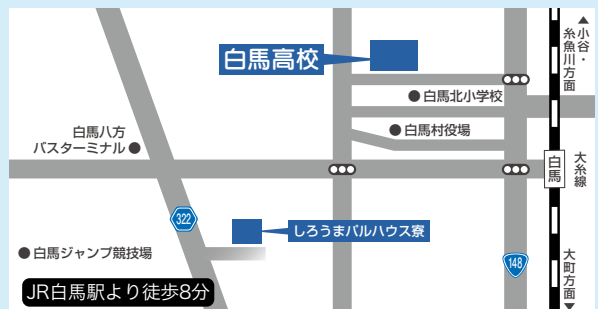 白馬高校
▲小谷・
糸魚川方面
● 白馬北小学校
白馬八方
バスターミナル ●
● 白馬村役場
白馬
大糸線
322
しろうまパルハウス寮
● 白馬ジャンプ競技場
148
大町方面▼
JR白馬駅より徒歩8分